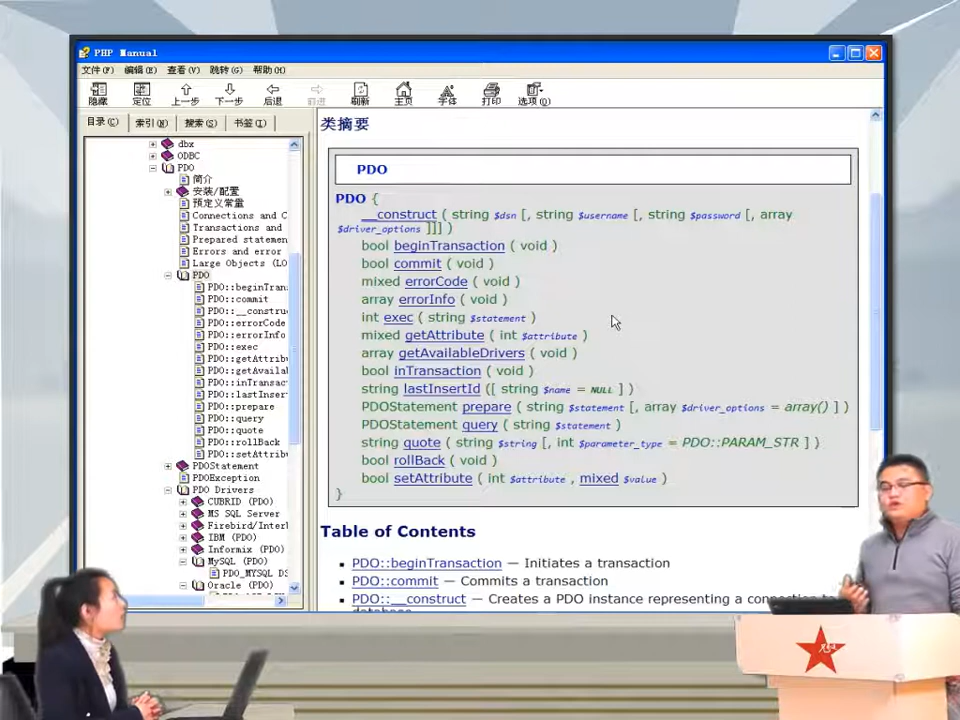 PHP Manual
文件(F) 编辑(E) 查看(V) 跳转(G) 帮助(H)
隐藏 定位 上一步 下一步 后退 前进 刷新 主页 字体 打印 选项(O)
目录(C) 索引(N) 搜索(S) 书签(I)
dbx
ODBC
PDO
简介
安装/配置
预定义常量
Connections and C
Transactions and
Prepared statemen
Errors and error
Large Objects (LO
PDO
PDO::beginTran
PDO::commit
PDO::__constru
PDO::errorCode
PDO::errorInfo
PDO::exec
PDO::getAttrib
PDO::getAvaila
PDO::inTransac
PDO::lastInser
PDO::prepare
PDO::query
PDO::quote
PDO::rollBack
PDO::setAttrib
PDOStatement
PDOException
PDO Drivers
CUBRID (PDO)
MS SQL Server
Firebird/Interl
IBM (PDO)
Informix (PDO)
MySQL (PDO)
PDO_MYSQL DS
Oracle (PDO)
类摘要
PDO
PDO {
__construct ( string $dsn [, string $username [, string $password [, array
$driver_options ]]] )
bool beginTransaction ( void )
bool commit ( void )
mixed errorCode ( void )
array errorInfo ( void )
int exec ( string $statement )
mixed getAttribute ( int $attribute )
array getAvailableDrivers ( void )
bool inTransaction ( void )
string lastInsertId ([ string $name = NULL ] )
PDOStatement prepare ( string $statement [, array $driver_options = array() ] )
PDOStatement query ( string $statement )
string quote ( string $string [, int $parameter_type = PDO::PARAM_STR ] )
bool rollBack ( void )
bool setAttribute ( int $attribute , mixed $value )
}
Table of Contents
PDO::beginTransaction — Initiates a transaction
PDO::commit — Commits a transaction
PDO::__construct — Creates a PDO instance representing a connection to
database